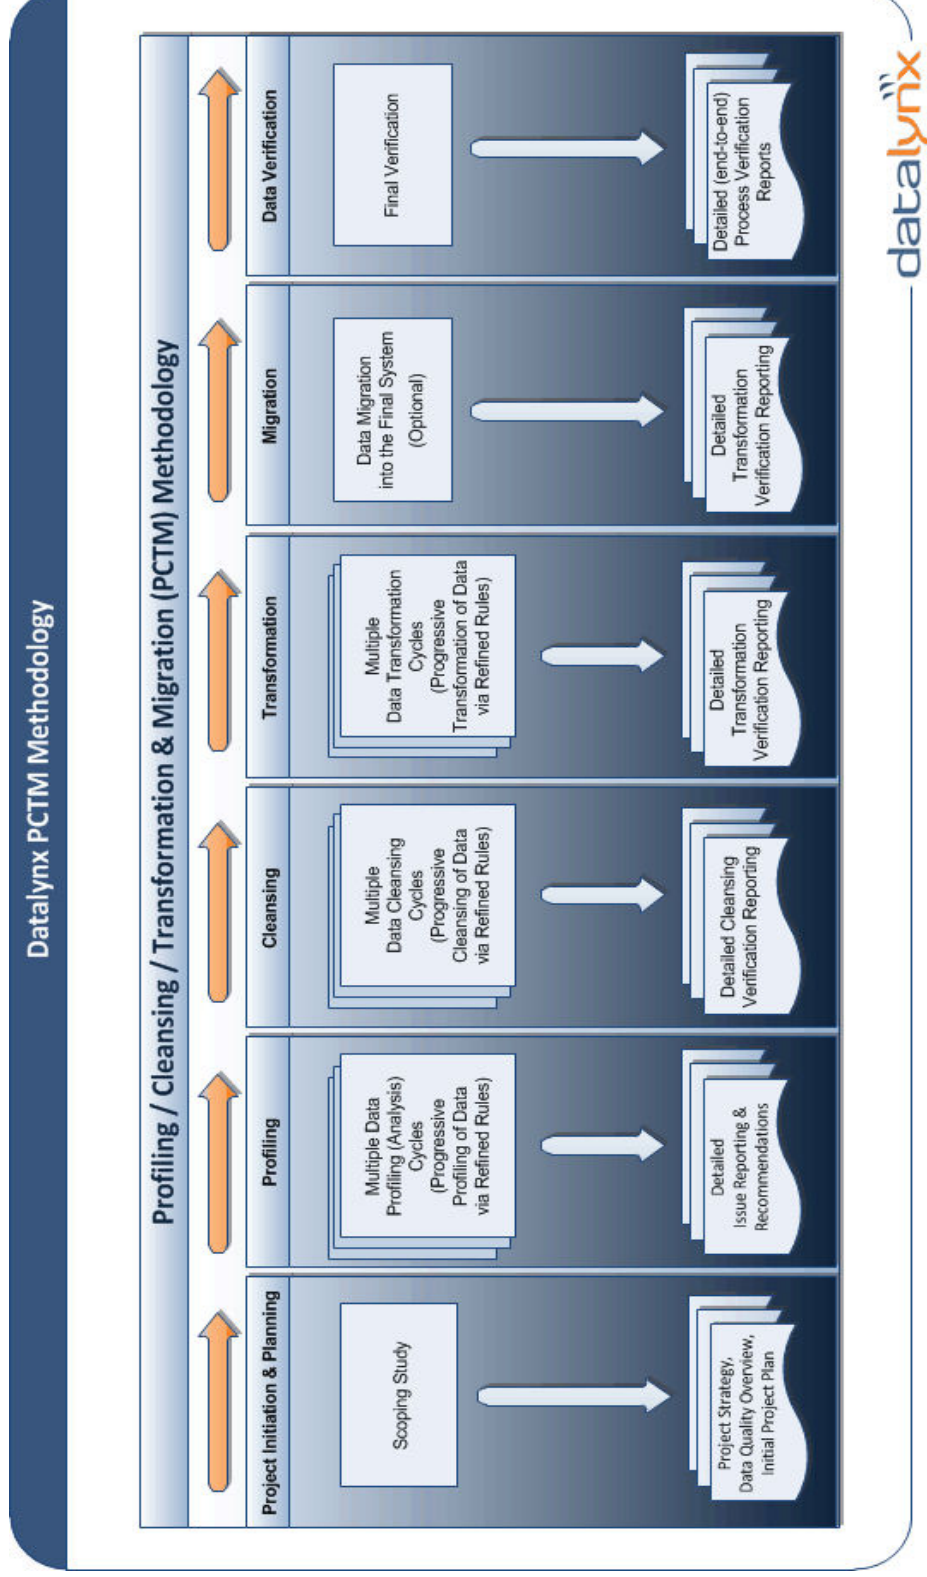 Datalynx PCTM Methodology
Profiling / Cleansing / Transformation & Migration (PCTM) Methodology
Project Initiation & Planning
Scoping Study
Project Strategy,
Data Quality Overview,
Initial Project Plan
Profiling
Multiple Data
Profiling (Analysis)
Cycles
(Progressive
Profiling of Data
via Refined Rules)
Detailed
Issue Reporting &
Recommendations
Cleansing
Multiple
Data Cleansing
Cycles
(Progressive
Cleansing of Data
via Refined Rules)
Detailed Cleansing
Verification Reporting
Transformation
Multiple
Data Transformation
Cycles
(Progressive
Transformation of Data
via Refined Rules)
Detailed
Transformation
Verification Reporting
Migration
Data Migration
into the Final System
(Optional)
Detailed
Transformation
Verification Reporting
Data Verification
Final Verification
Detailed (end-to-end)
Process Verification
Reports
datalynx